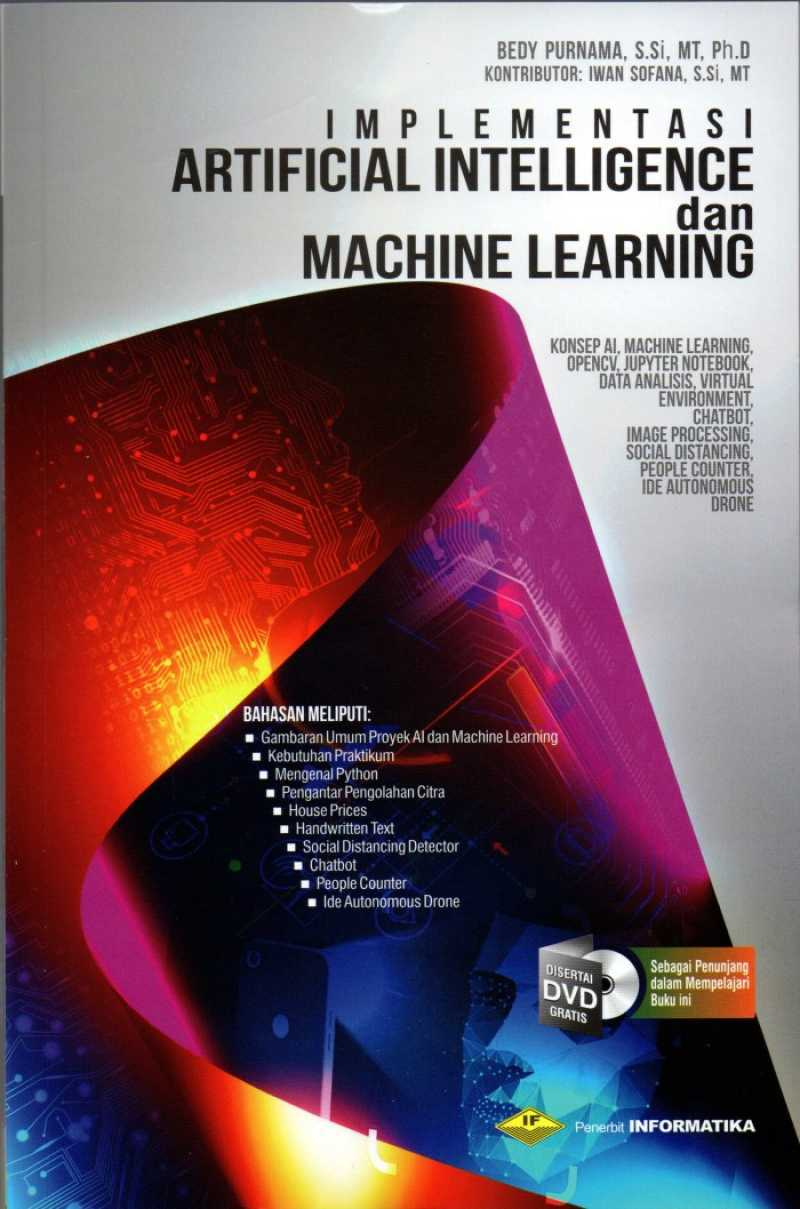 BEDY PURNAMA, S.Si, MT, Ph.D
KONTRIBUTOR: IWAN SOFANA, S.Si, MT
IMPLEMENTASI
ARTIFICIAL INTELLIGENCE
dan
MACHINE LEARNING
KONSEP AI, MACHINE LEARNING,
OPENCV, JUPYTER NOTEBOOK,
DATA ANALISIS, VIRTUAL
ENVIRONMENT,
CHATBOT,
IMAGE PROCESSING,
SOCIAL DISTANCING,
PEOPLE COUNTER,
IDE AUTONOMOUS
DRONE
BAHASAN MELIPUTI:
■ Gambaran Umum Proyek AI dan Machine Learning
■ Kebutuhan Praktikum
■ Mengenal Python
■ Pengantar Pengolahan Citra
■ House Prices
■ Handwritten Text
■ Social Distancing Detector
■ Chatbot
■ People Counter
■ Ide Autonomous Drone
DISERTAI
DVD
GRATIS
Sebagai Penunjang
dalam Mempelajari
Buku ini
IF
Penerbit INFORMATIKA